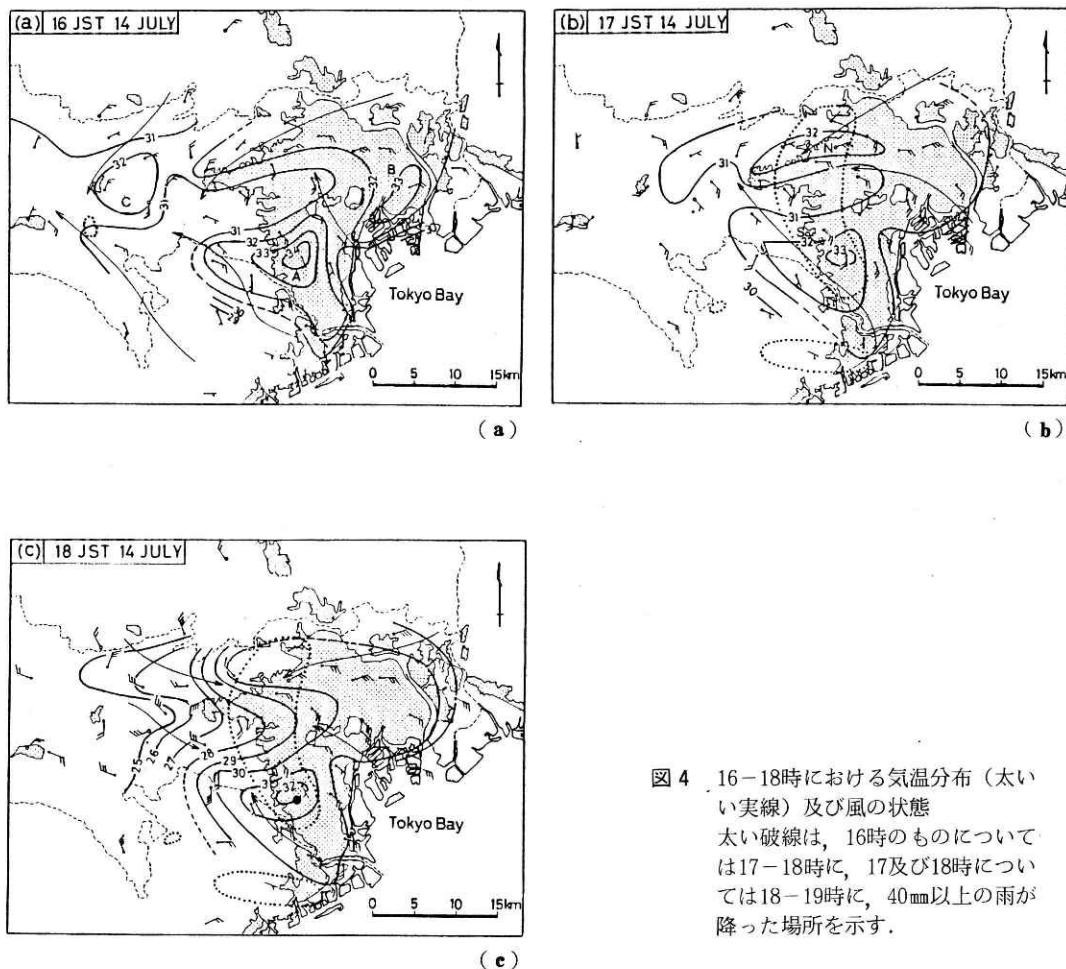 (a) 16 JST 14 JULY
31
32
C
31
32
B
33
31
32
33
34
A
Tokyo Bay
0 5 10 15km
(a)
(b) 17 JST 14 JULY
32
N
31
31
32
33
30
Tokyo Bay
0 5 10 15km
(b)
(c) 18 JST 14 JULY
25
26
27
28
29
30
31
32
Tokyo Bay
0 5 10 15km
(c)
図4 16-18時における気温分布（太い
い実線）及び風の状態
太い破線は，16時のものについて
は17-18時に，17及び18時につい
ては18-19時に，40㎜以上の雨が
降った場所を示す．